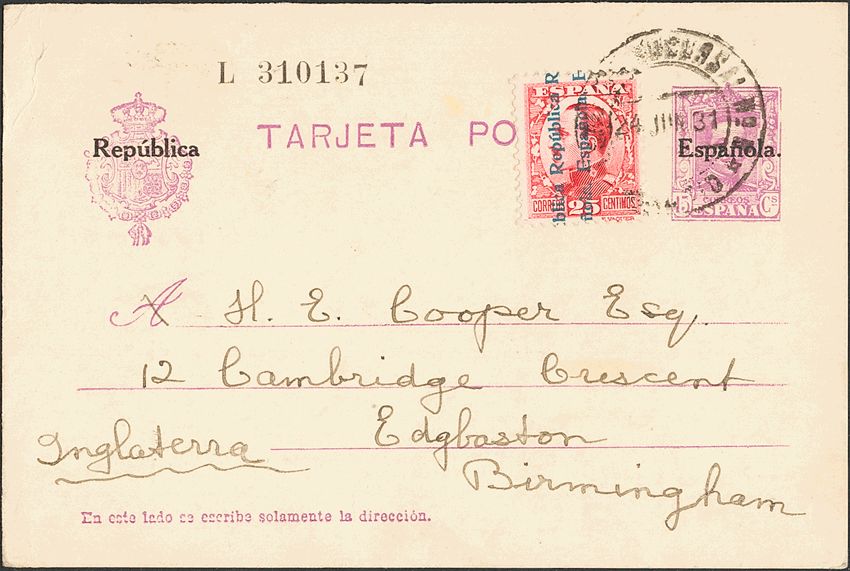 L 310137
República
TARJETA PO
Española.
República
Española
ESPAÑA
CORREOS 25 CENTIMOS
24 JUN 31
15 CORREOS Cs
ESPAÑA
A H. E. Cooper Esq.
12 Cambridge Crescent
Edgbaston
Inglaterra
Birmingham
En este lado se escribe solamente la dirección.